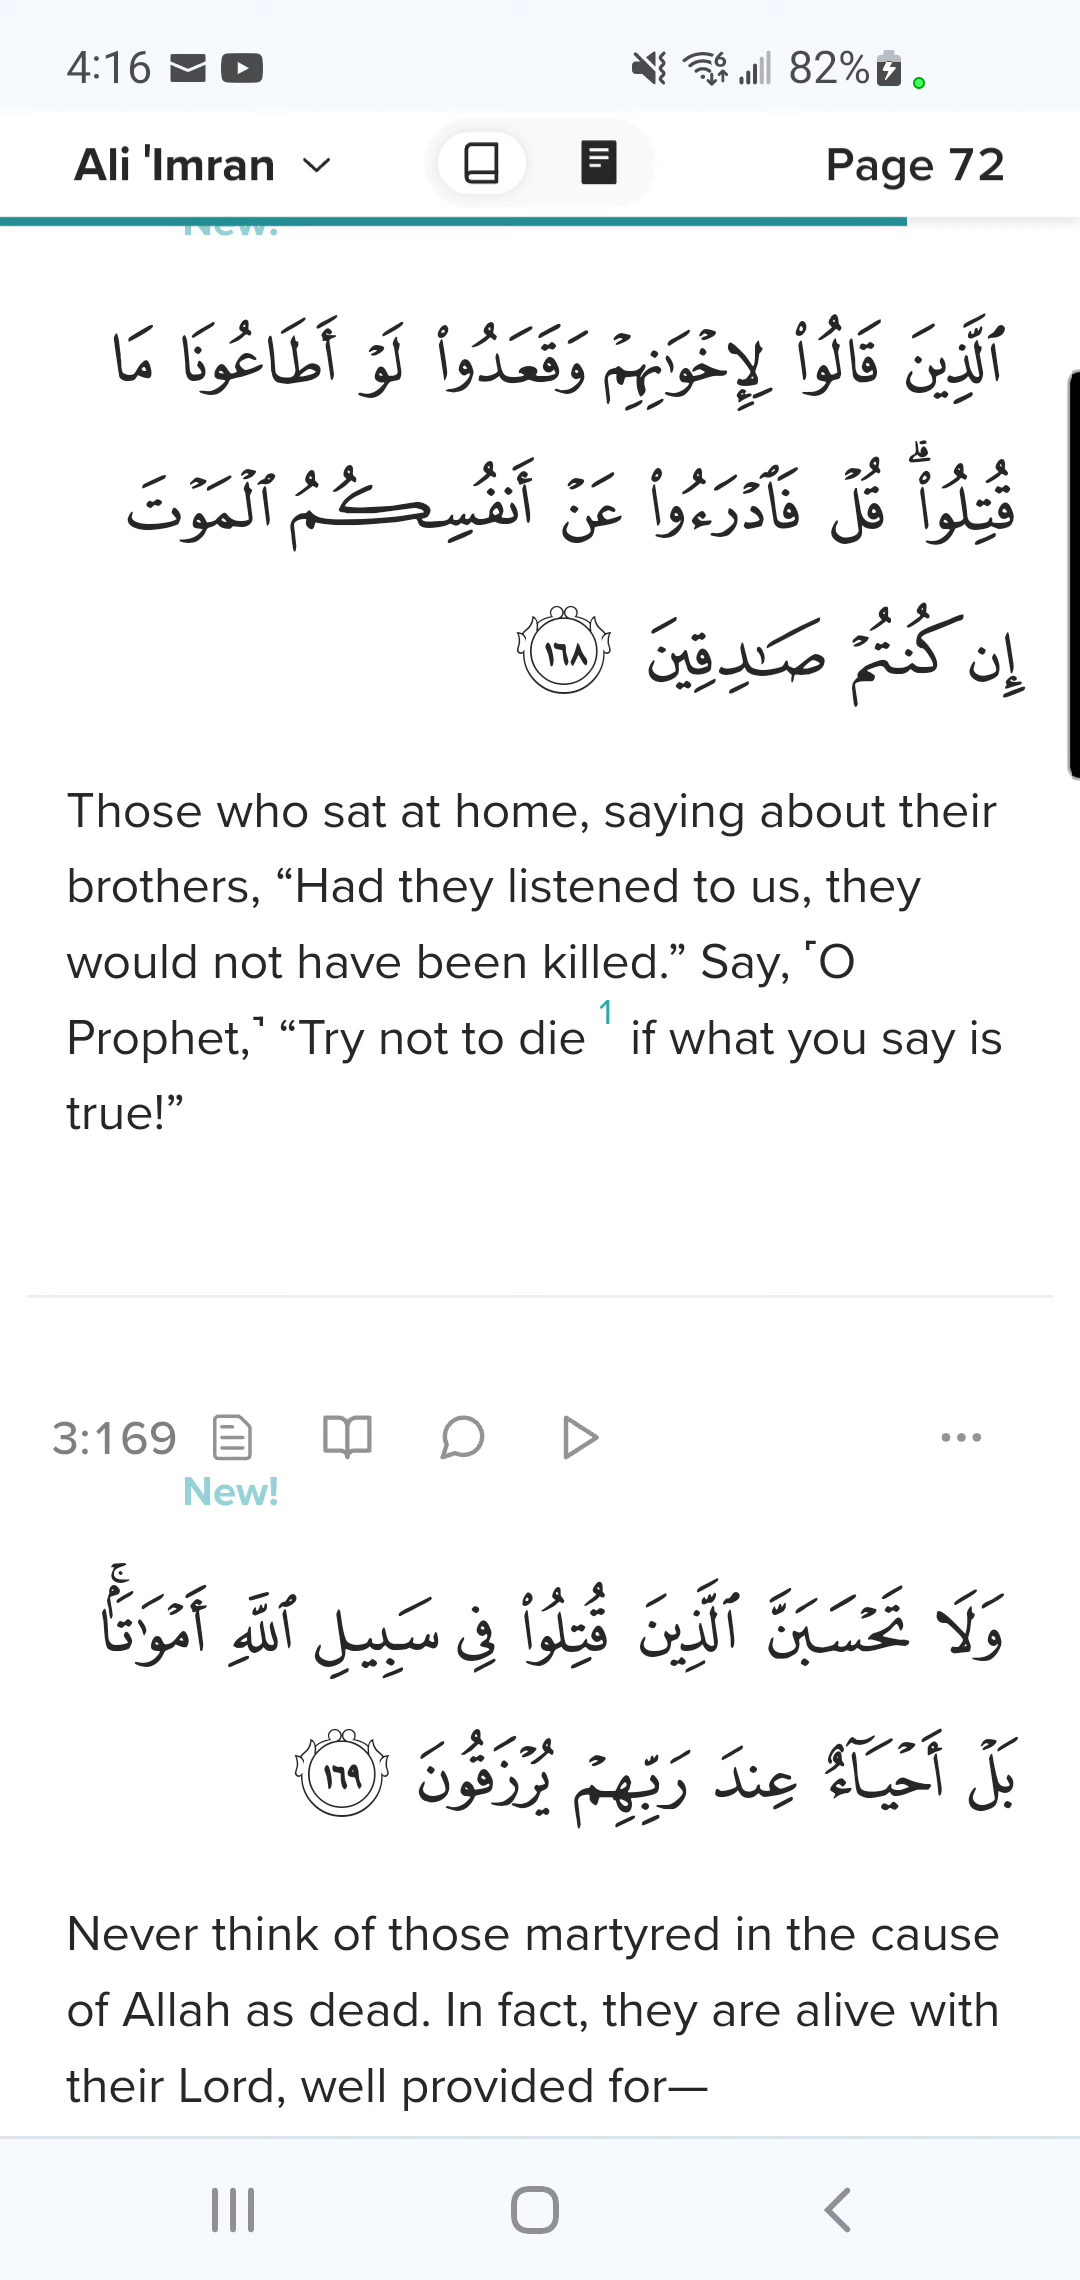 4:16 82%
Ali 'Imran Page 72
New!
ٱلَّذِينَ قَالُوا۟ لِإِخْوَٰنِهِمْ وَقَعَدُوا۟ لَوْ أَطَاعُونَا مَا
قُتِلُوا۟ ۗ قُلْ فَٱدْرَءُوا۟ عَنْ أَنفُسِكُمُ ٱلْمَوْتَ
إِن كُنتُمْ صَـٰدِقِينَ ١٦٨
Those who sat at home, saying about their
brothers, “Had they listened to us, they
would not have been killed.” Say, ˹O
Prophet,˺ “Try not to die 1 if what you say is
true!”
3:169
New!
وَلَا تَحْسَبَنَّ ٱلَّذِينَ قُتِلُوا۟ فِى سَبِيلِ ٱللَّهِ أَمْوَٰتًۢا ۚ
بَلْ أَحْيَآءٌ عِندَ رَبِّهِمْ يُرْزَقُونَ ١٦٩
Never think of those martyred in the cause
of Allah as dead. In fact, they are alive with
their Lord, well provided for—